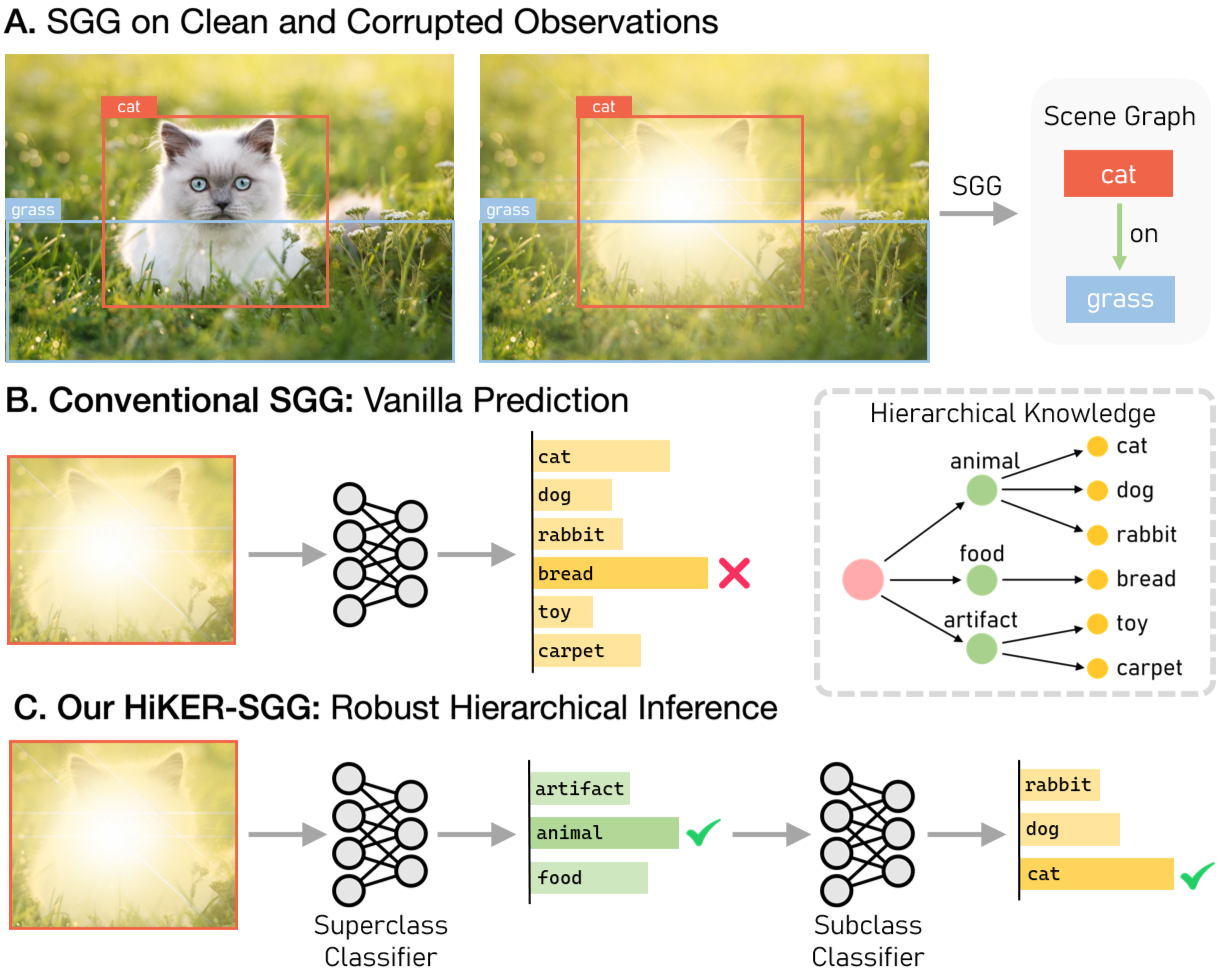 A. SGG on Clean and Corrupted Observations
cat
grass
cat
grass
SGG
Scene Graph
cat
on
grass
B. Conventional SGG: Vanilla Prediction
cat
dog
rabbit
bread
toy
carpet
Hierarchical Knowledge
animal
food
artifact
cat
dog
rabbit
bread
toy
carpet
C. Our HiKER-SGG: Robust Hierarchical Inference
Superclass
Classifier
artifact
animal
food
Subclass
Classifier
rabbit
dog
cat